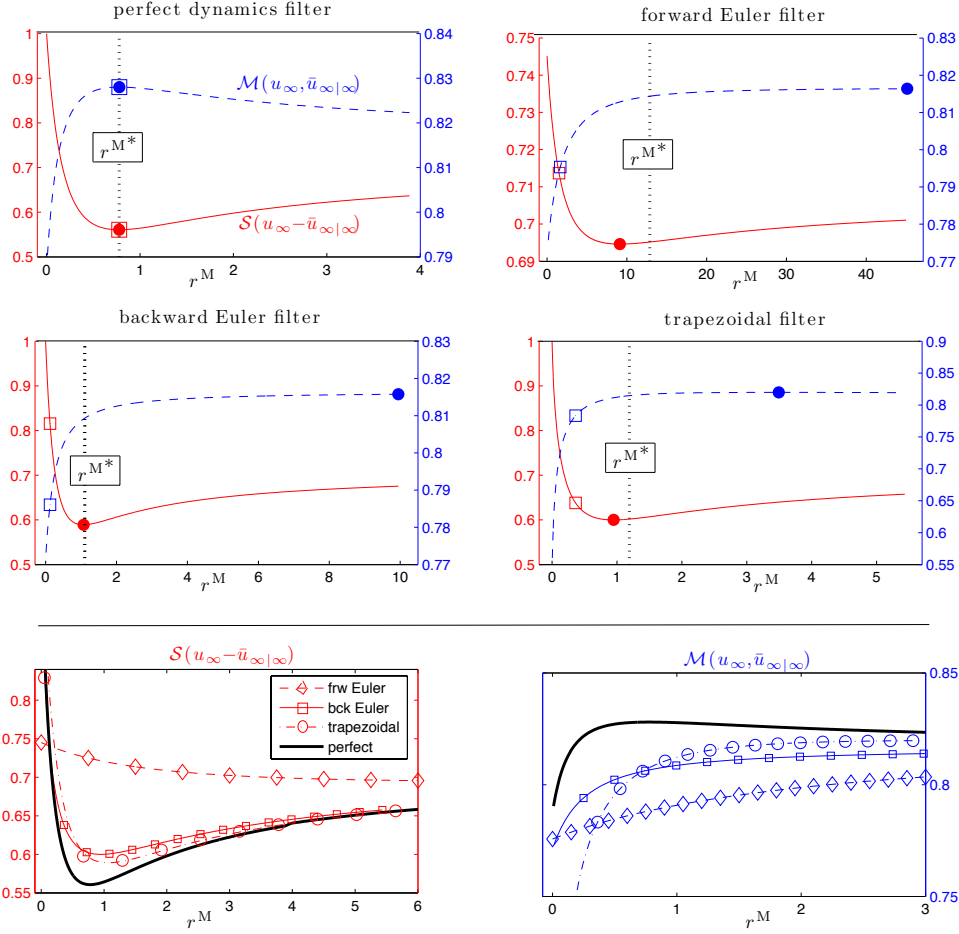 perfect dynamics filter
1
0.9
0.8
0.7
0.6
0.5
0.84
0.83
0.82
0.81
0.8
0.79
0 1 2 3 4
r^M
M(u_∞, ū_∞|∞)
r^M*
S(u_∞ − ū_∞|∞)
forward Euler filter
0.75
0.74
0.73
0.72
0.71
0.7
0.69
0.83
0.82
0.81
0.8
0.79
0.78
0.77
0 10 20 30 40
r^M
r^M*
backward Euler filter
1
0.9
0.8
0.7
0.6
0.5
0.83
0.82
0.81
0.8
0.79
0.78
0.77
0 2 4 6 8 10
r^M
r^M*
trapezoidal filter
1
0.9
0.8
0.7
0.6
0.5
0.9
0.85
0.8
0.75
0.7
0.65
0.6
0.55
0 1 2 3 4 5
r^M
r^M*
S(u_∞ − ū_∞|∞)
0.8
0.75
0.7
0.65
0.6
0.55
frw Euler
bck Euler
trapezoidal
perfect
0 1 2 3 4 5 6
r^M
M(u_∞, ū_∞|∞)
0.85
0.8
0.75
0 1 2 3
r^M